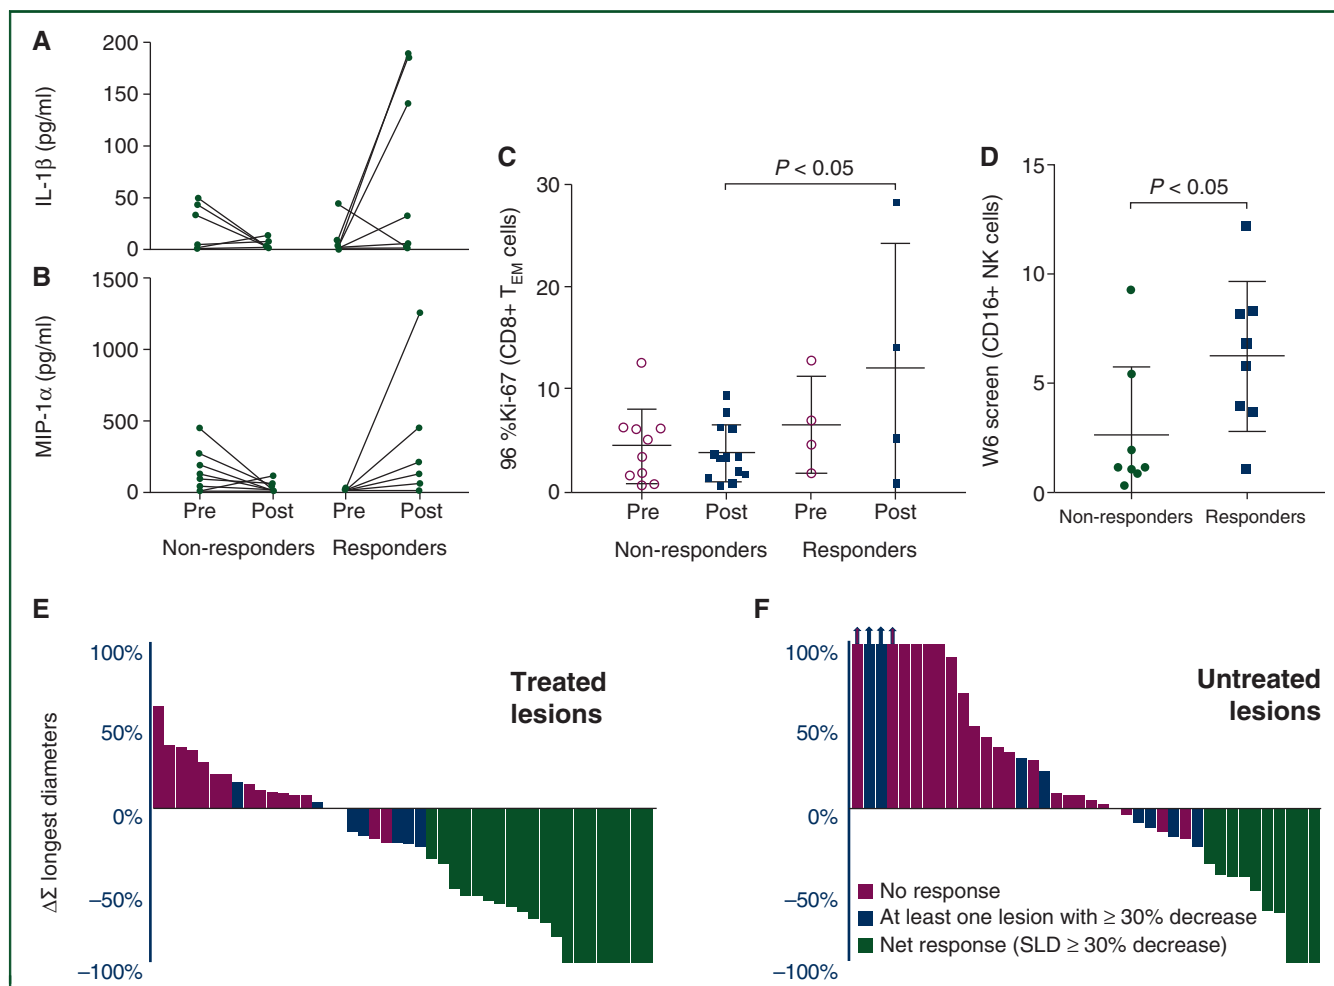 A
IL-1β (pg/ml)
200
150
100
50
0
B
MIP-1α (pg/ml)
1500
1000
500
0
Pre
Post
Pre
Post
Non-responders
Responders
C
96 %Ki-67 (CD8+ TEM cells)
30
20
10
0
P < 0.05
Pre
Post
Pre
Post
Non-responders
Responders
D
W6 screen (CD16+ NK cells)
15
10
5
0
P < 0.05
Non-responders
Responders
E
ΔΣ longest diameters
100%
50%
0%
–50%
–100%
Treated
lesions
F
100%
50%
0%
–50%
–100%
Untreated
lesions
No response
At least one lesion with ≥ 30% decrease
Net response (SLD ≥ 30% decrease)